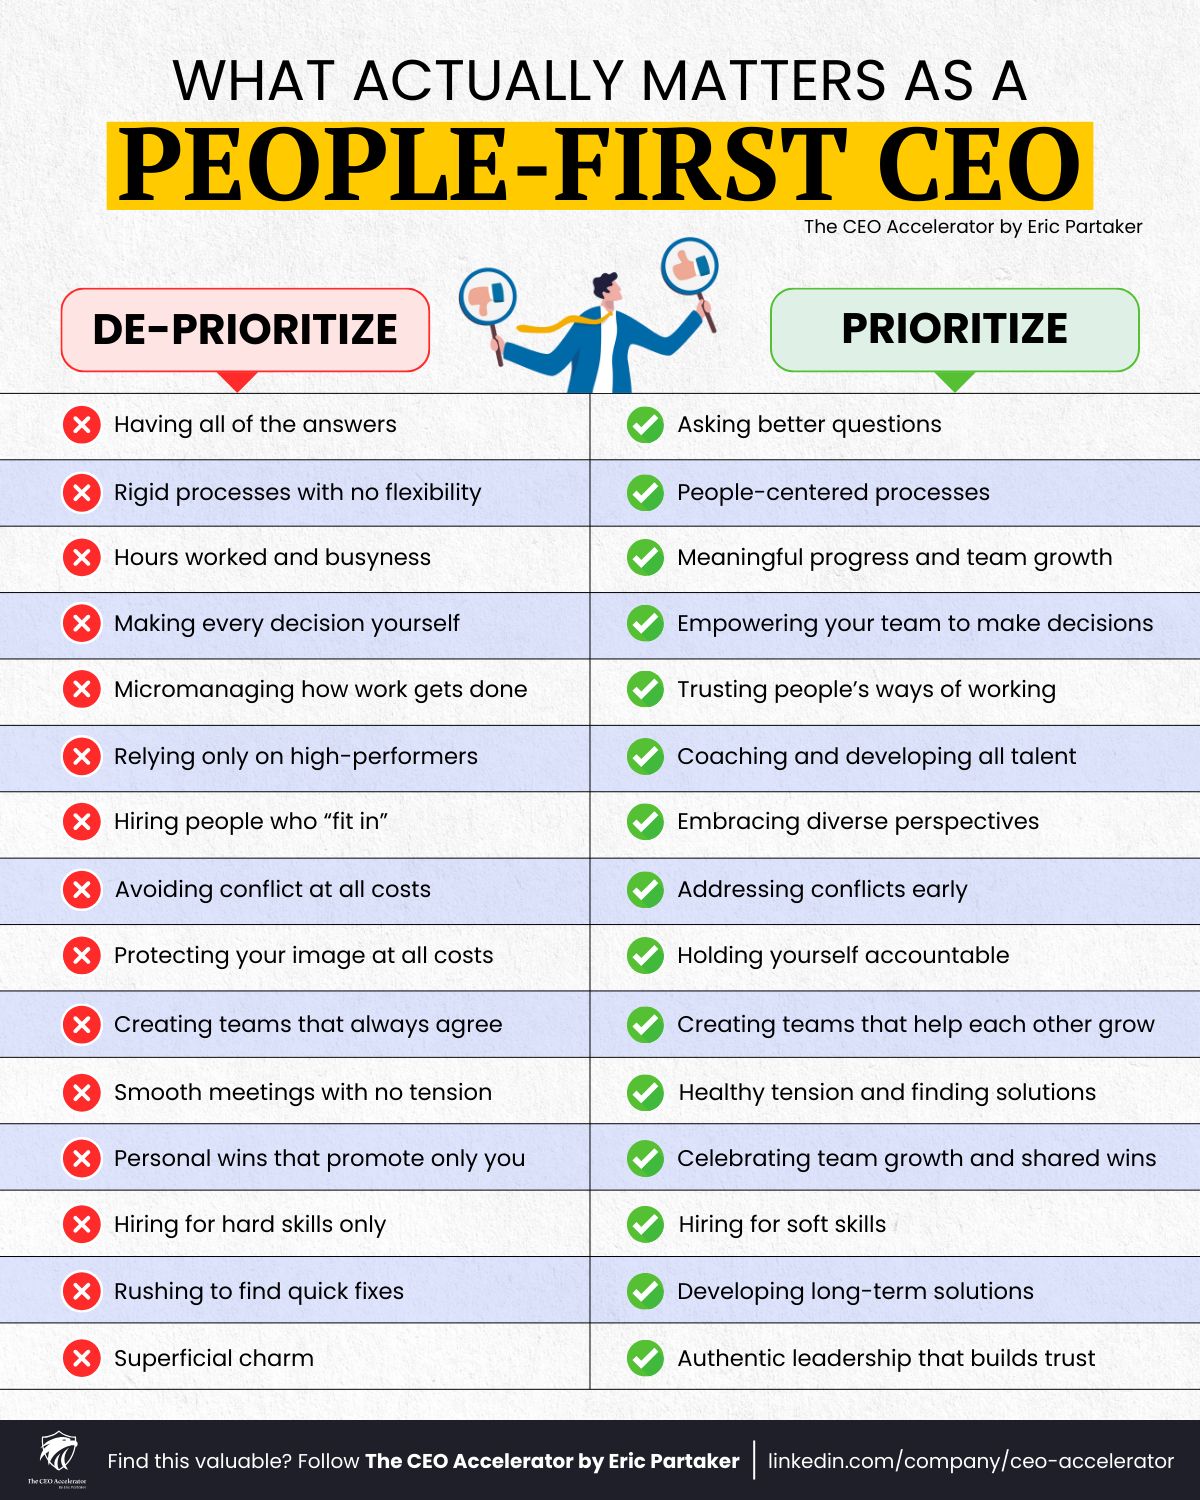 WHAT ACTUALLY MATTERS AS A
PEOPLE-FIRST CEO
The CEO Accelerator by Eric Partaker
DE-PRIORITIZE
PRIORITIZE
Having all of the answers
Asking better questions
Rigid processes with no flexibility
People-centered processes
Hours worked and busyness
Meaningful progress and team growth
Making every decision yourself
Empowering your team to make decisions
Micromanaging how work gets done
Trusting people’s ways of working
Relying only on high-performers
Coaching and developing all talent
Hiring people who “fit in”
Embracing diverse perspectives
Avoiding conflict at all costs
Addressing conflicts early
Protecting your image at all costs
Holding yourself accountable
Creating teams that always agree
Creating teams that help each other grow
Smooth meetings with no tension
Healthy tension and finding solutions
Personal wins that promote only you
Celebrating team growth and shared wins
Hiring for hard skills only
Hiring for soft skills
Rushing to find quick fixes
Developing long-term solutions
Superficial charm
Authentic leadership that builds trust
The CEO Accelerator
By Eric Partaker
Find this valuable? Follow The CEO Accelerator by Eric Partaker
linkedin.com/company/ceo-accelerator